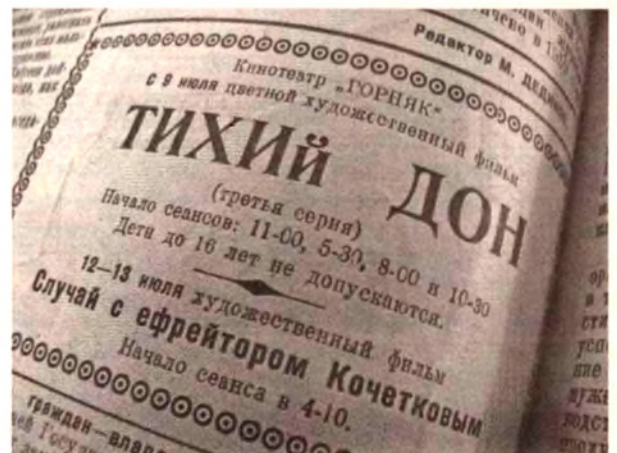 Редактор М.
Кинотеатр „ГОРНЯК“
с 9 июля цветной художественный фильм
ТИХИЙ ДОН
(третья серия)
Начало сеансов: 11-00, 5-30, 8-00 и 10-30
Дети до 16 лет не допускаются.
12—13 июля художественный фильм
Случай с ефрейтором Кочетковым
Начало сеанса в 4-10.
граждан—